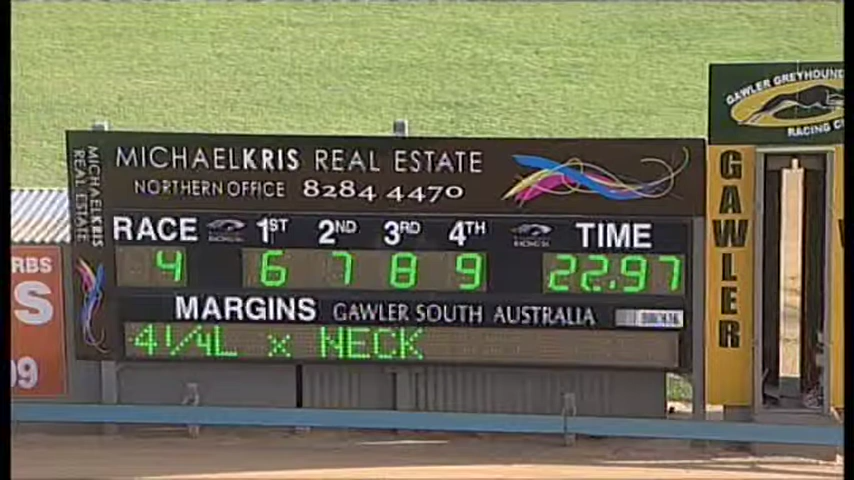 GAWLER GREYHOUND
RACING
MICHAELKRIS REAL ESTATE
NORTHERN OFFICE 8284 4470
MICHAELKRIS
REAL ESTATE
RACE 1ST 2ND 3RD 4TH TIME
4 6 7 8 9 22.97
MARGINS GAWLER SOUTH AUSTRALIA
4 1/4L x NECK
GAWLER
RBS
S
09